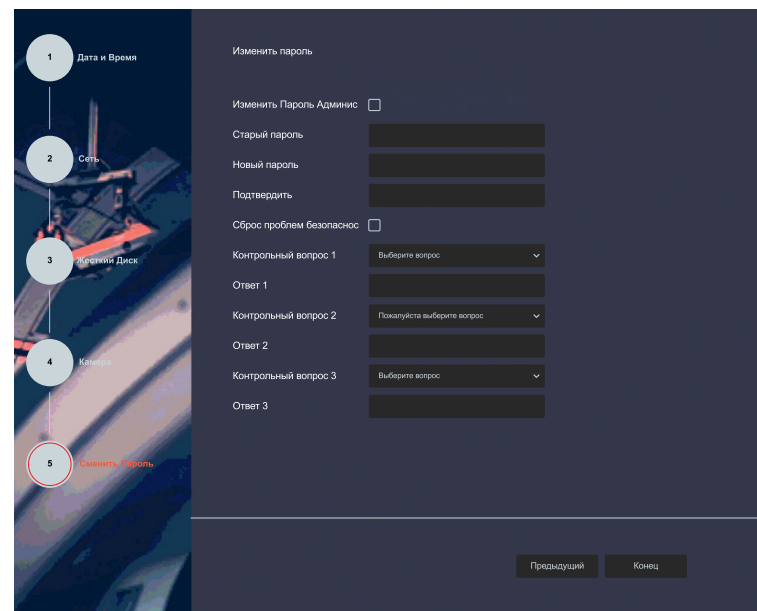 1
Дата и Время
2
Сеть
3
Жесткий Диск
4
Камера
5
Сменить Пароль
Изменить пароль
Изменить Пароль Админис
Старый пароль
Новый пароль
Подтвердить
Сброс проблем безопаснос
Контрольный вопрос 1
Выберите вопрос
Ответ 1
Контрольный вопрос 2
Пожалуйста выберите вопрос
Ответ 2
Контрольный вопрос 3
Выберите вопрос
Ответ 3
Предыдущий
Конец